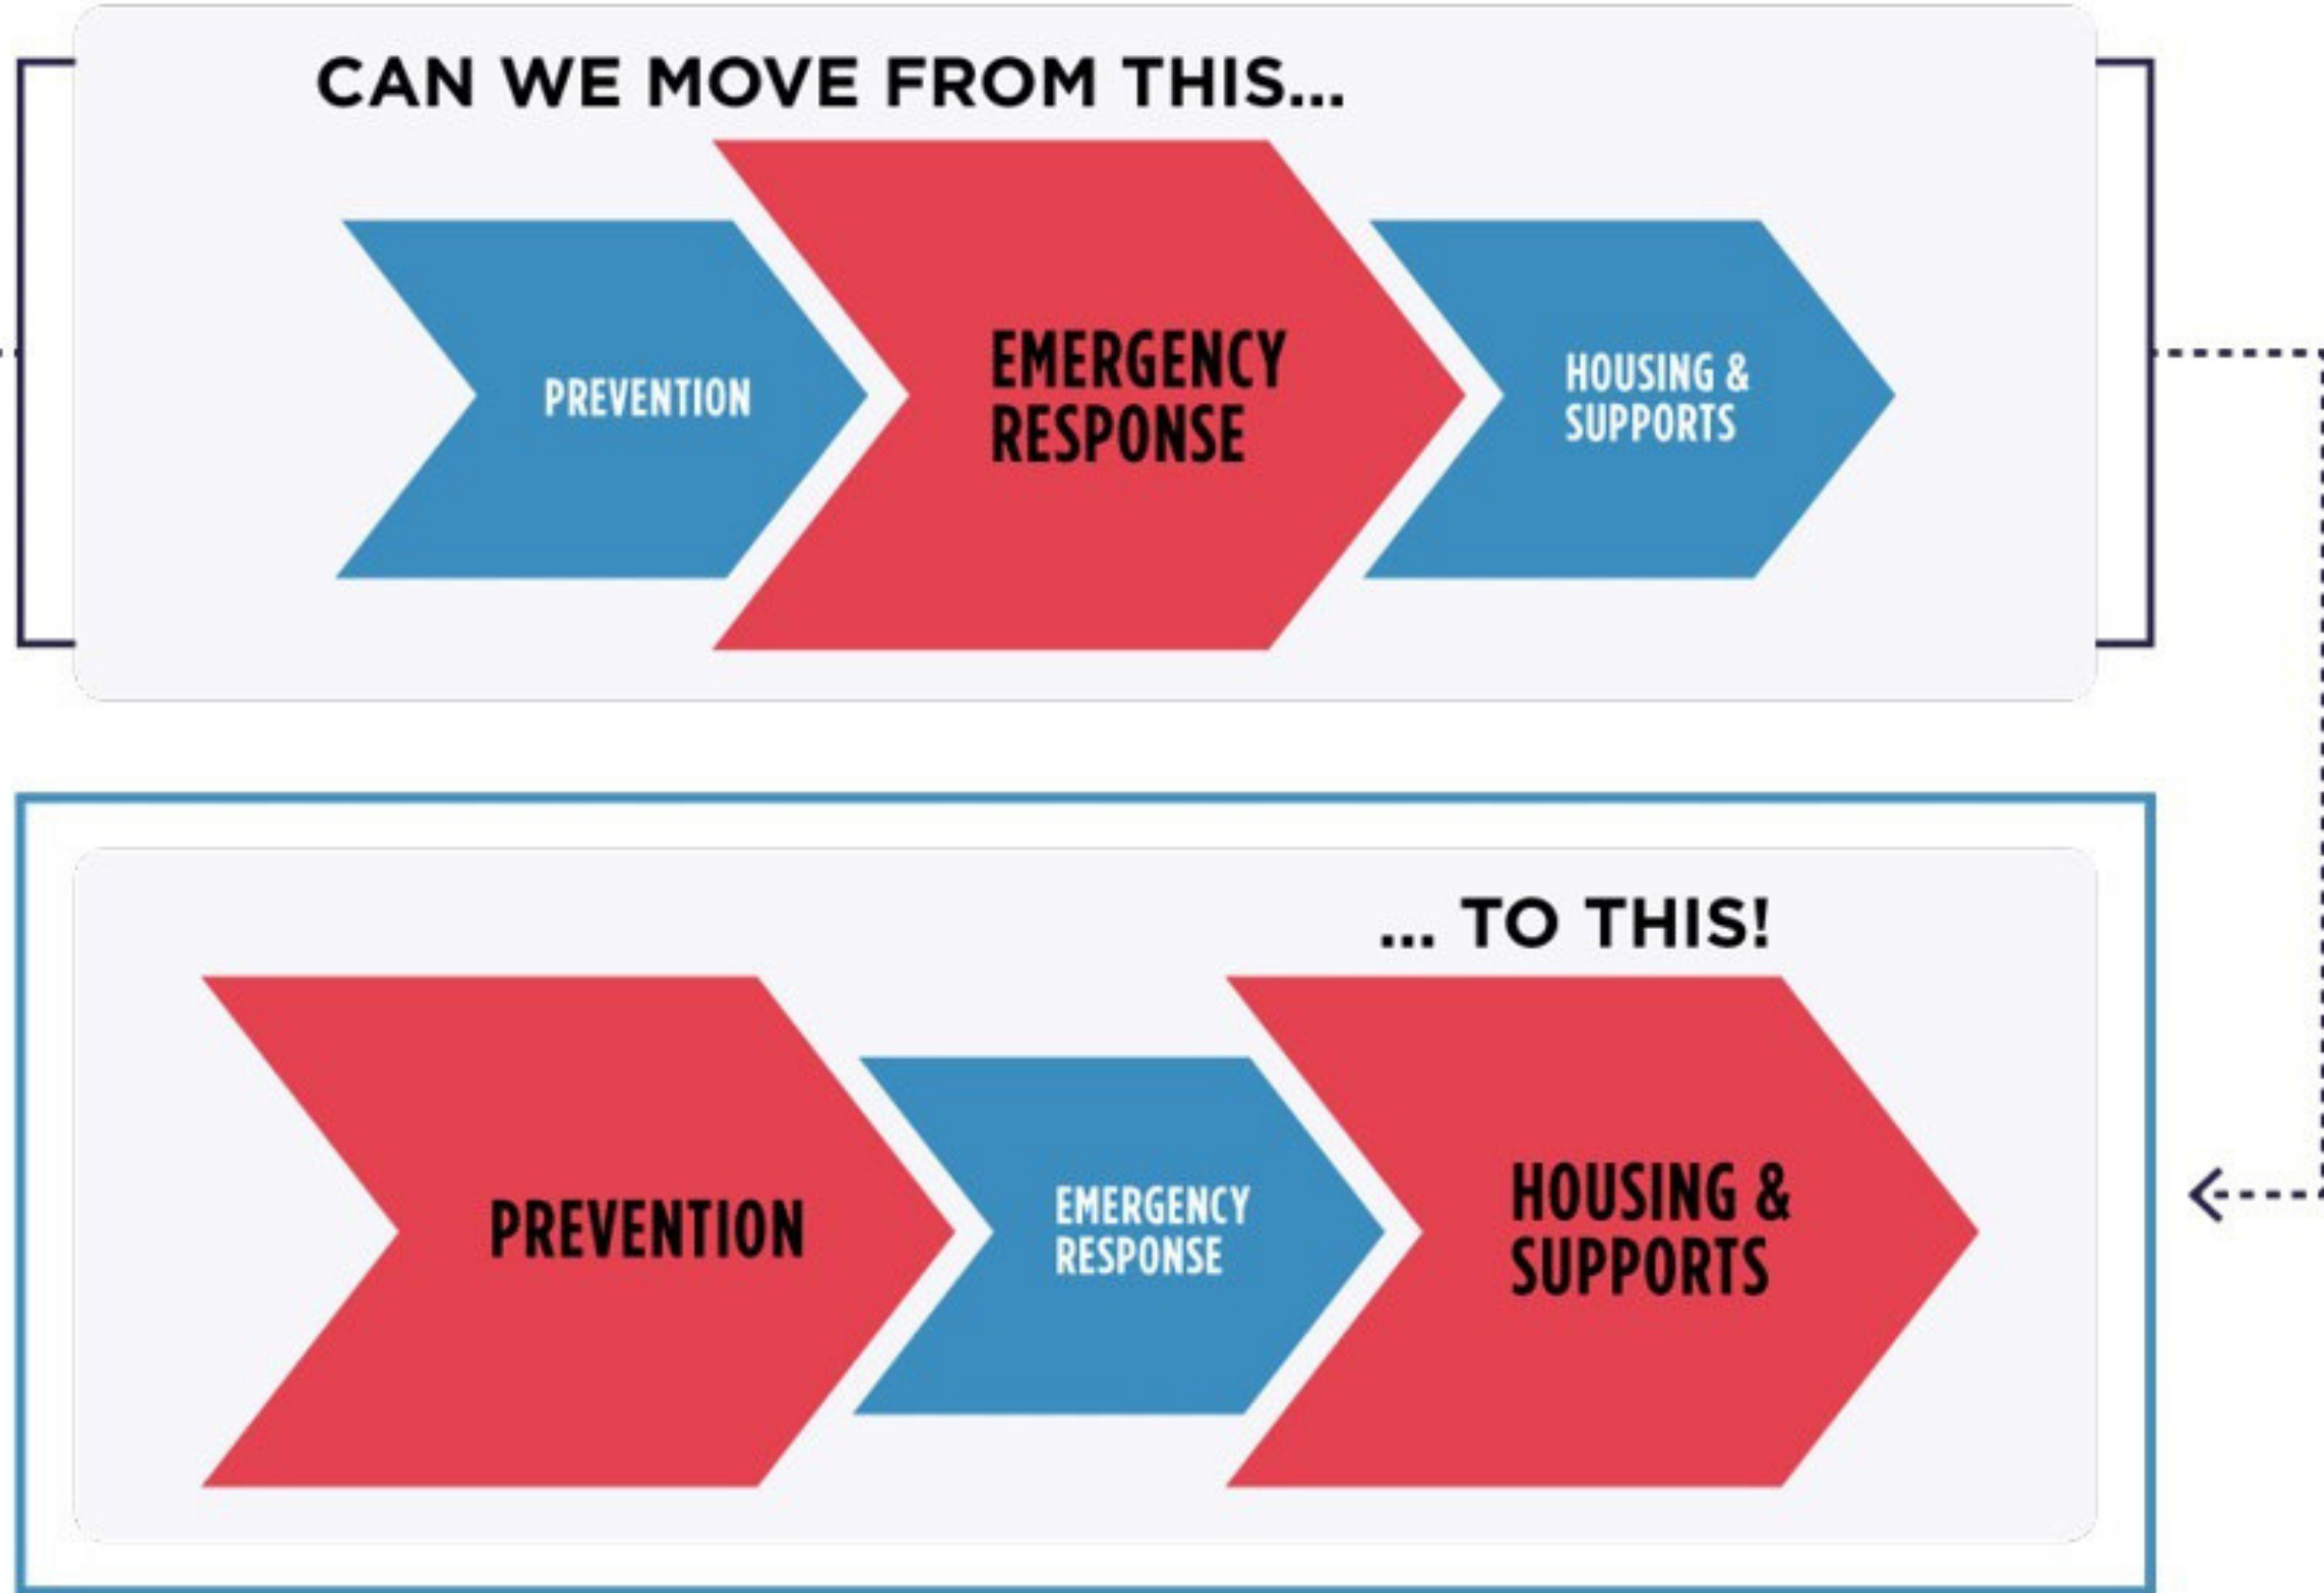 CAN WE MOVE FROM THIS...
PREVENTION
EMERGENCY
RESPONSE
HOUSING &
SUPPORTS
... TO THIS!
PREVENTION
EMERGENCY
RESPONSE
HOUSING &
SUPPORTS